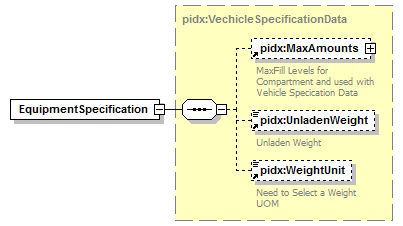 pidx:VechicleSpecificationData
pidx:MaxAmounts
MaxFill Levels for
Compartment and used with
Vehicle Specication Data
EquipmentSpecification
pidx:UnladenWeight
Unladen Weight
pidx:WeightUnit
Need to Select a Weight
UOM